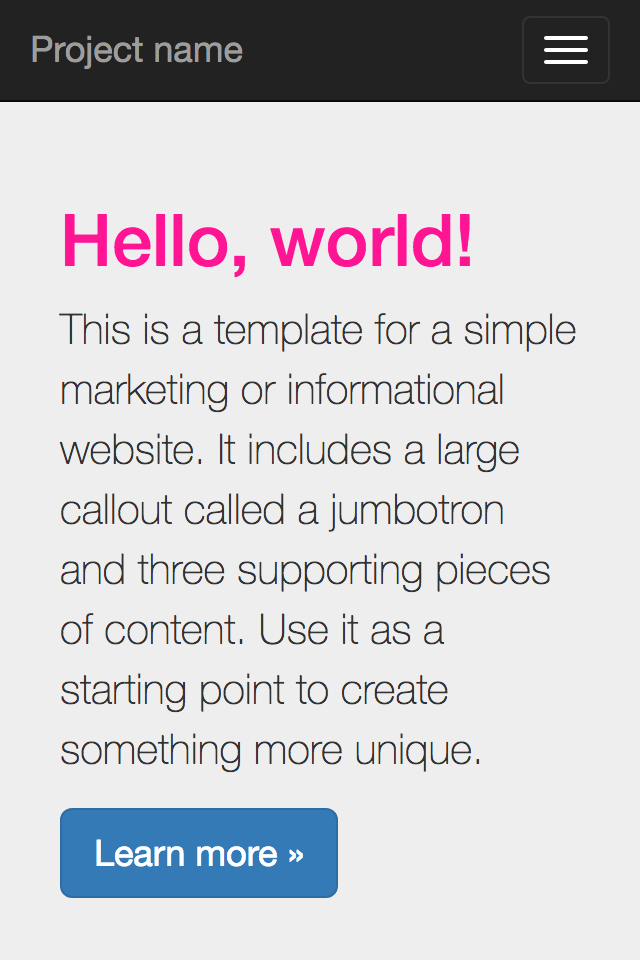 Project name
Hello, world!
This is a template for a simple
marketing or informational
website. It includes a large
callout called a jumbotron
and three supporting pieces
of content. Use it as a
starting point to create
something more unique.
Learn more »